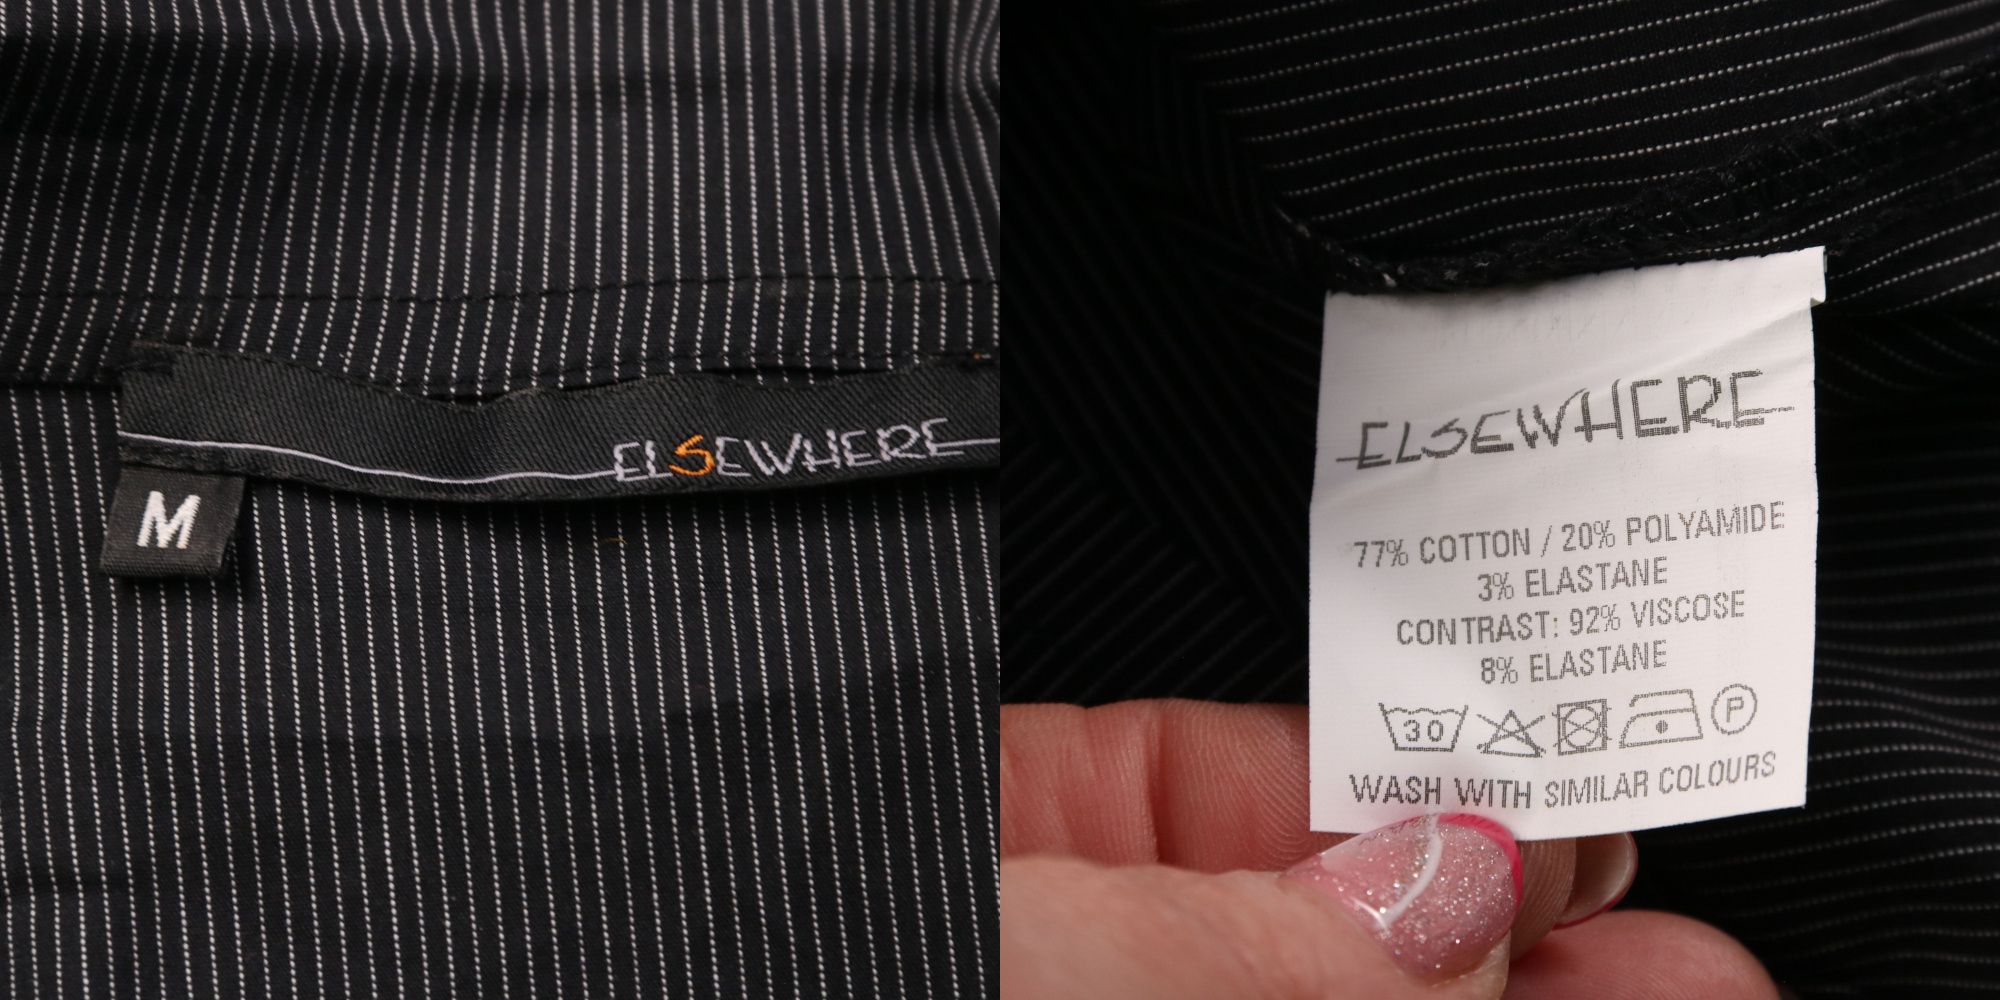 ELSEWHERE
M
ELSEWHERE
77% COTTON / 20% POLYAMIDE
3% ELASTANE
CONTRAST: 92% VISCOSE
8% ELASTANE
30 P
WASH WITH SIMILAR COLOURS